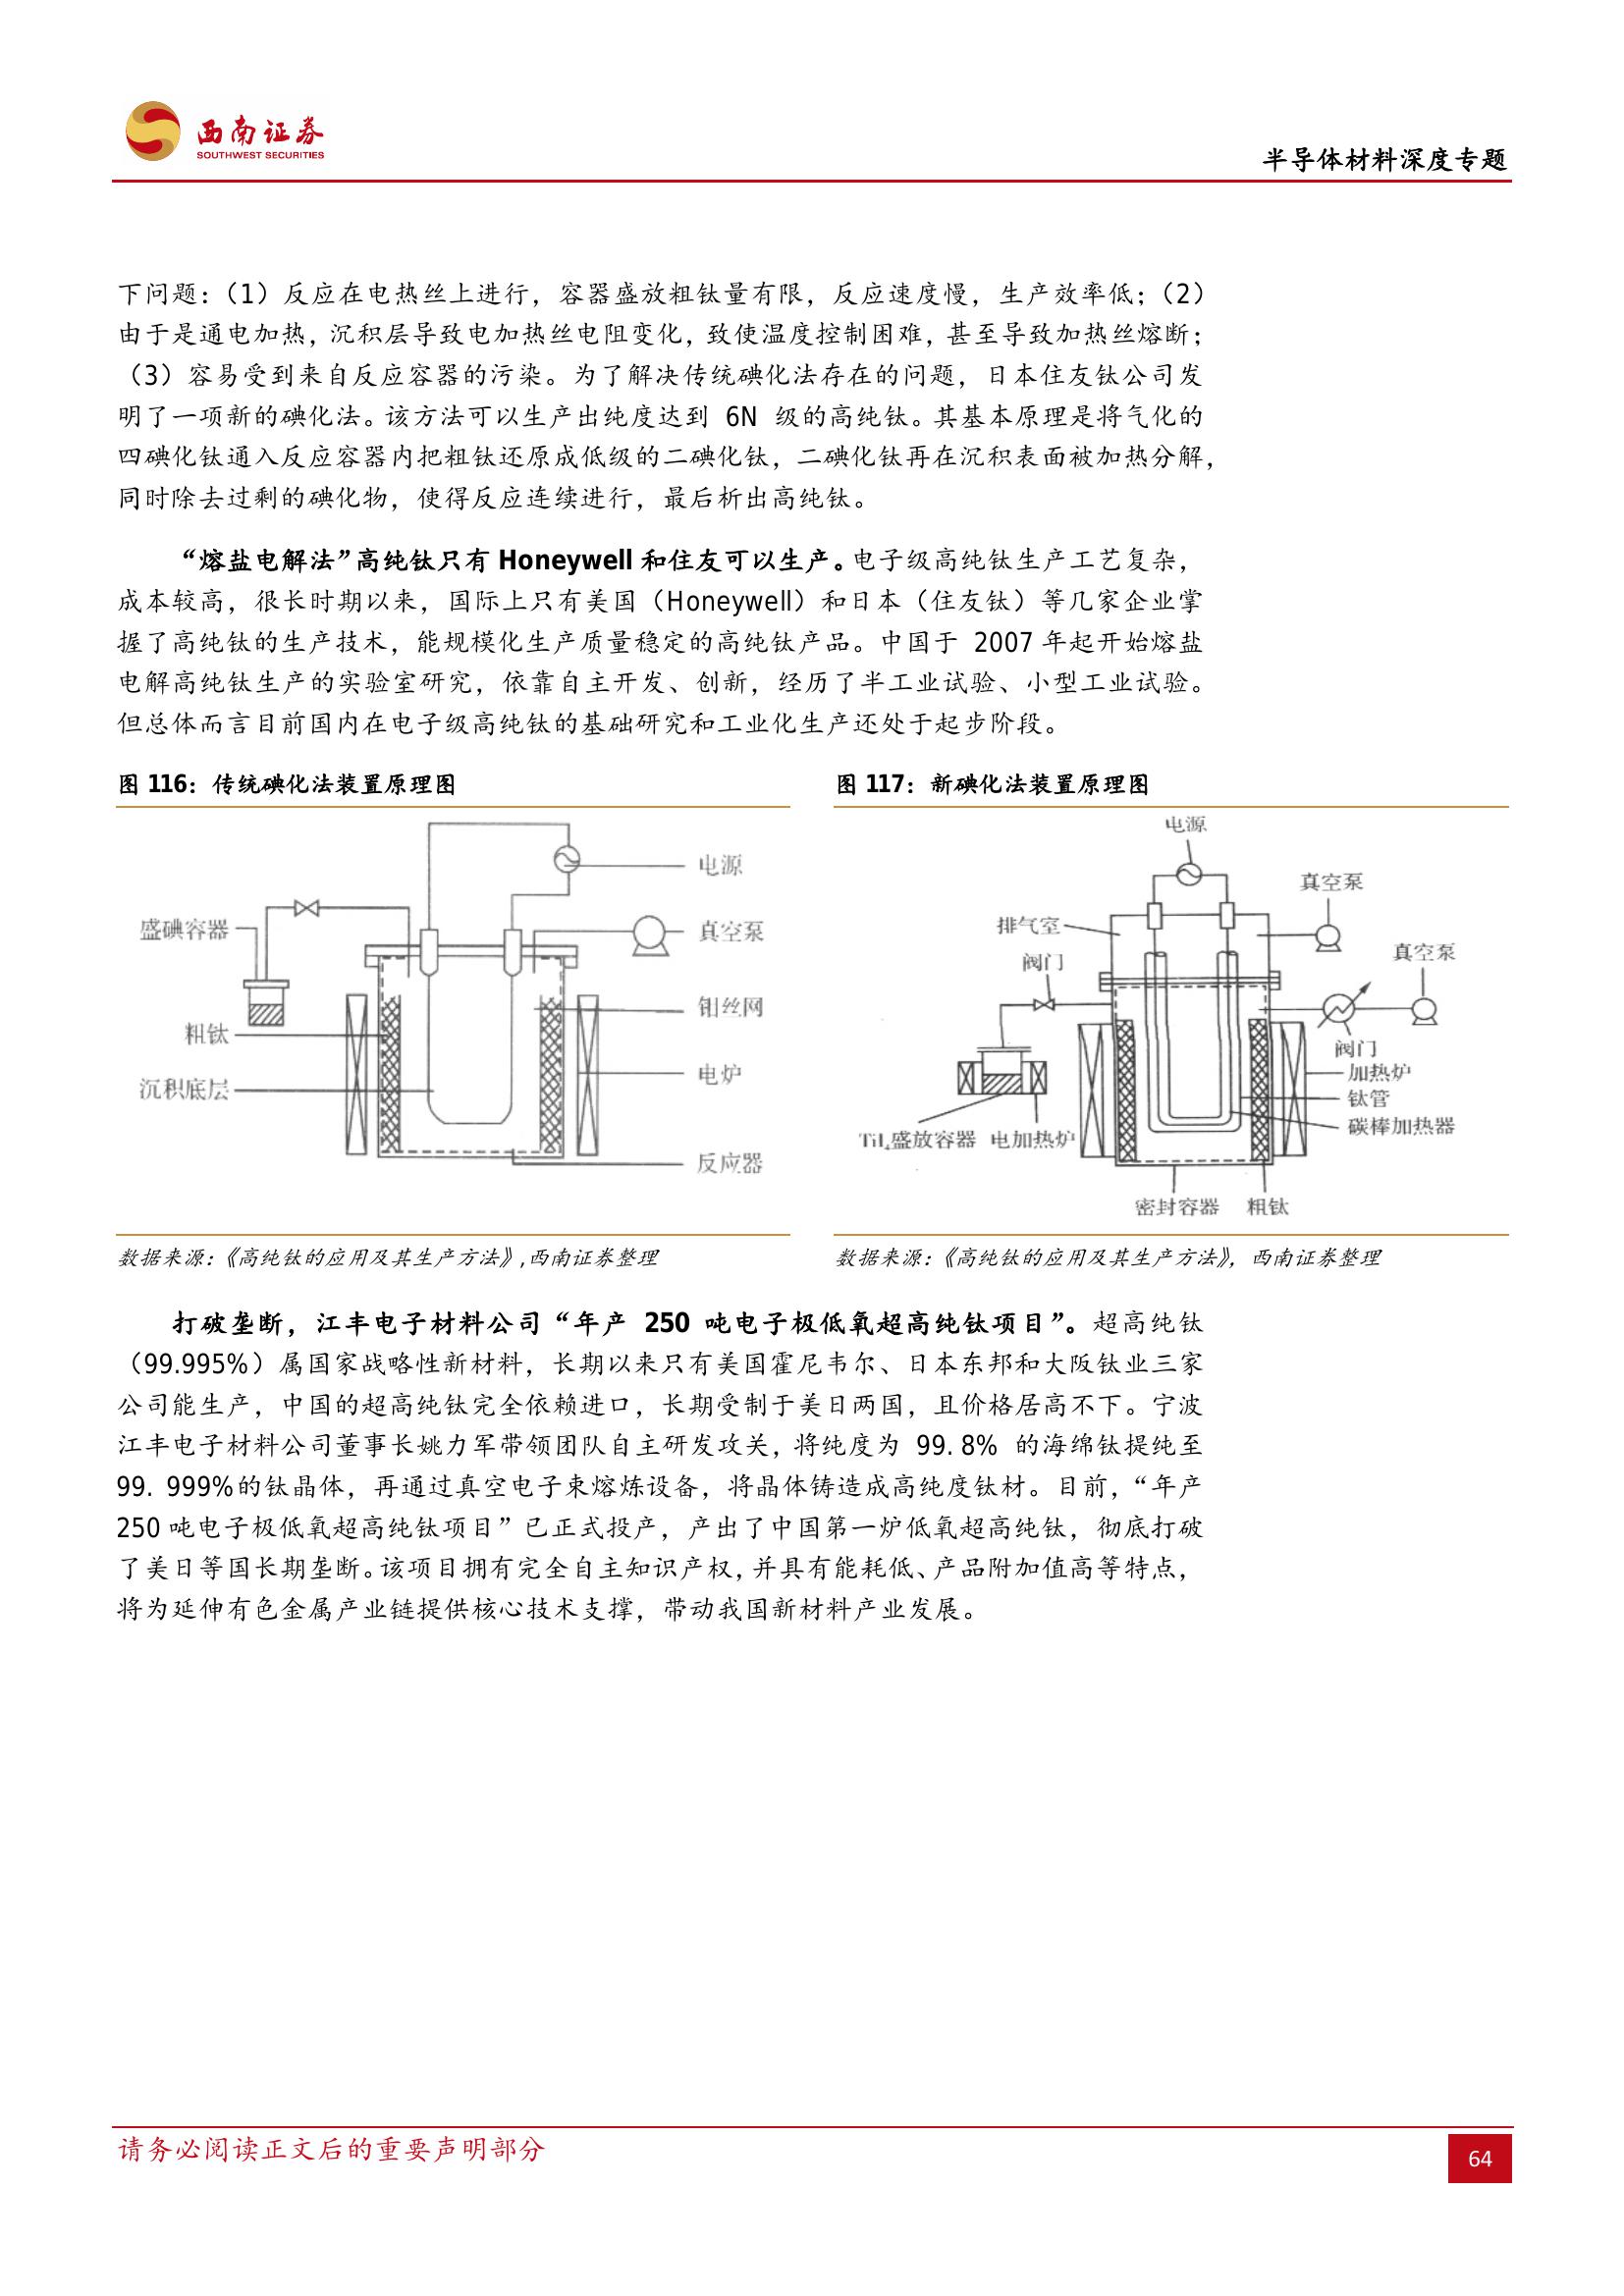 西南证券
SOUTHWEST SECURITIES
半导体材料深度专题
下问题：（1）反应在电热丝上进行，容器盛放粗钛量有限，反应速度慢，生产效率低；（2）
由于是通电加热，沉积层导致电加热丝电阻变化，致使温度控制困难，甚至导致加热丝熔断；
（3）容易受到来自反应容器的污染。为了解决传统碘化法存在的问题，日本住友钛公司发
明了一项新的碘化法。该方法可以生产出纯度达到 6N 级的高纯钛。其基本原理是将气化的
四碘化钛通入反应容器内把粗钛还原成低级的二碘化钛，二碘化钛再在沉积表面被加热分解，
同时除去过剩的碘化物，使得反应连续进行，最后析出高纯钛。
“熔盐电解法”高纯钛只有 Honeywell 和住友可以生产。电子级高纯钛生产工艺复杂，
成本较高，很长时期以来，国际上只有美国（Honeywell）和日本（住友钛）等几家企业掌
握了高纯钛的生产技术，能规模化生产质量稳定的高纯钛产品。中国于 2007 年起开始熔盐
电解高纯钛生产的实验室研究，依靠自主开发、创新，经历了半工业试验、小型工业试验。
但总体而言目前国内在电子级高纯钛的基础研究和工业化生产还处于起步阶段。
图 116：传统碘化法装置原理图
电源
盛碘容器
真空泵
钼丝网
粗钛
电炉
沉积底层
反应器
数据来源：《高纯钛的应用及其生产方法》,西南证券整理
图 117：新碘化法装置原理图
电源
真空泵
排气室
真空泵
阀门
阀门
加热炉
钛管
碳棒加热器
TiI₄盛放容器 电加热炉
密封容器 粗钛
数据来源：《高纯钛的应用及其生产方法》，西南证券整理
打破垄断，江丰电子材料公司“年产 250 吨电子极低氧超高纯钛项目”。超高纯钛
（99.995%）属国家战略性新材料，长期以来只有美国霍尼韦尔、日本东邦和大阪钛业三家
公司能生产，中国的超高纯钛完全依赖进口，长期受制于美日两国，且价格居高不下。宁波
江丰电子材料公司董事长姚力军带领团队自主研发攻关，将纯度为 99. 8% 的海绵钛提纯至
99. 999%的钛晶体，再通过真空电子束熔炼设备，将晶体铸造成高纯度钛材。目前，“年产
250 吨电子极低氧超高纯钛项目”已正式投产，产出了中国第一炉低氧超高纯钛，彻底打破
了美日等国长期垄断。该项目拥有完全自主知识产权，并具有能耗低、产品附加值高等特点，
将为延伸有色金属产业链提供核心技术支撑，带动我国新材料产业发展。
请务必阅读正文后的重要声明部分
64